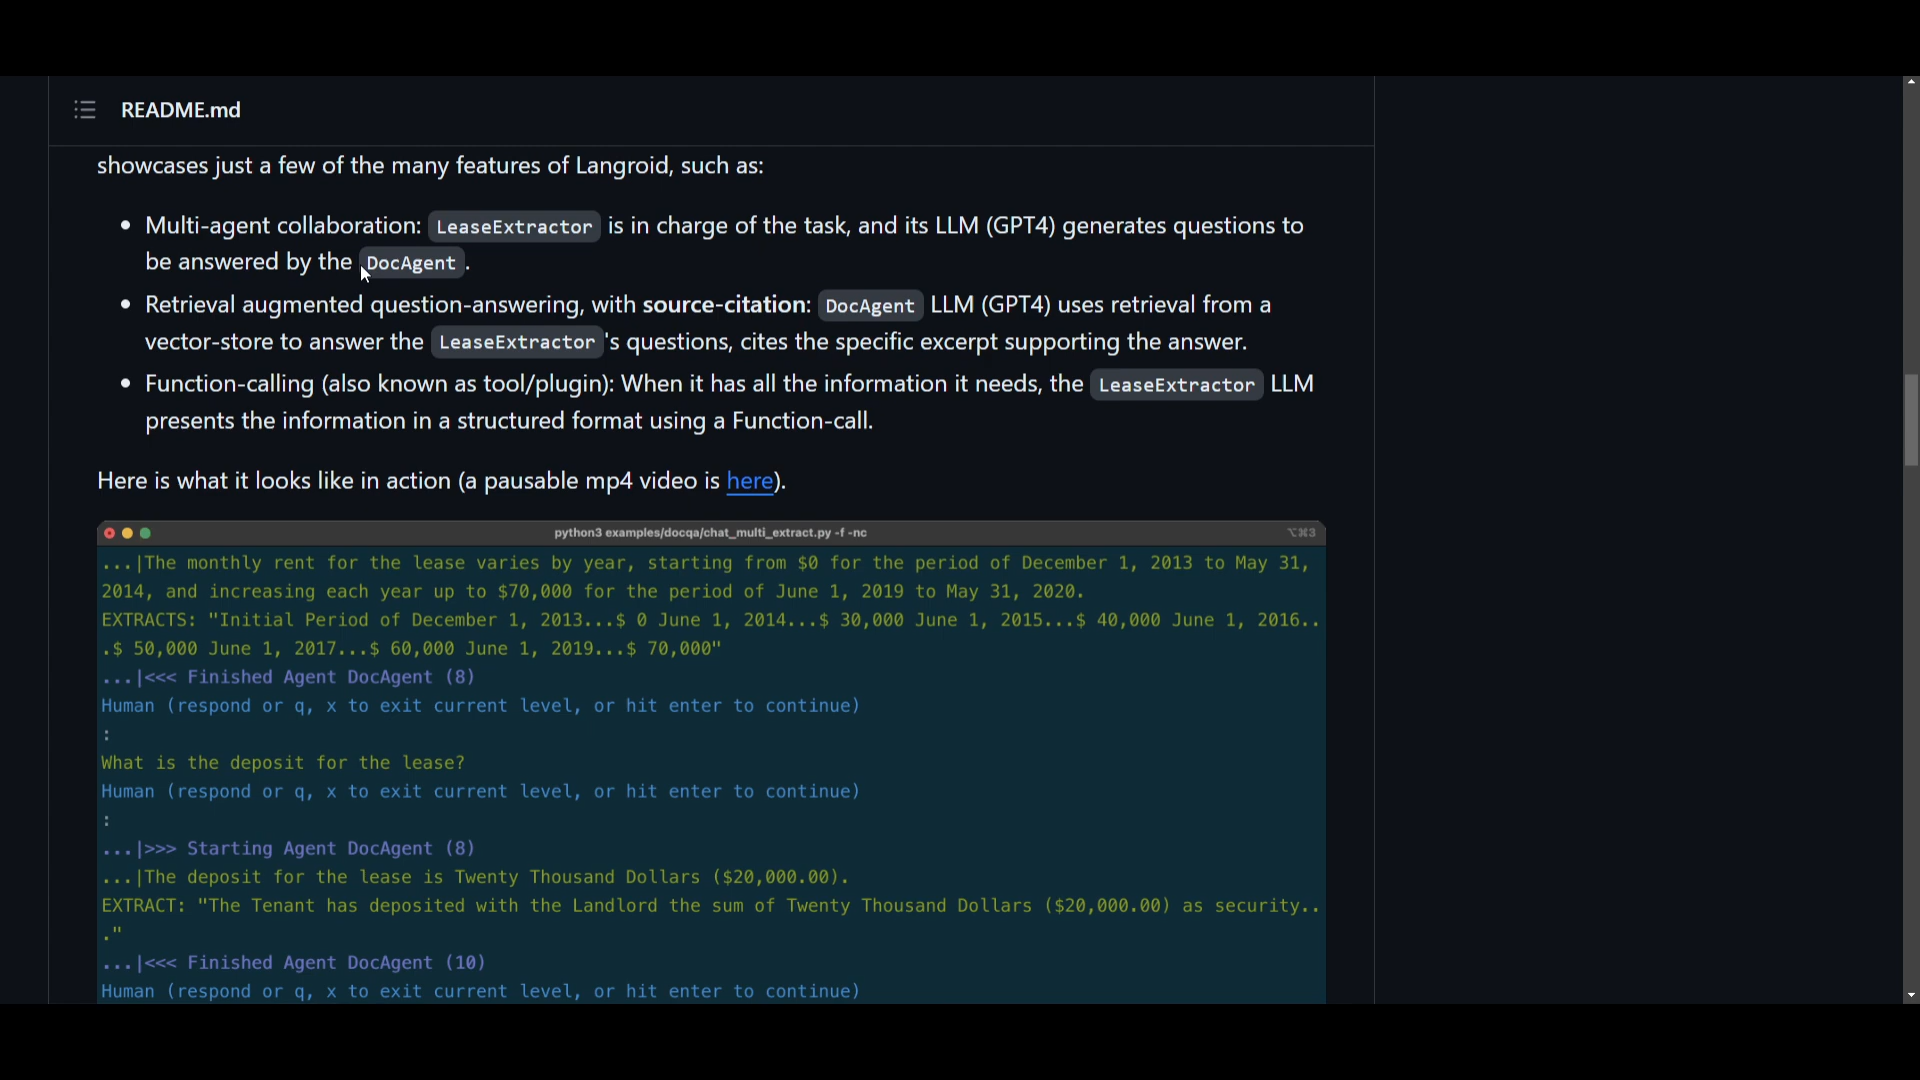 README.md
showcases just a few of the many features of Langroid, such as:
• Multi-agent collaboration: LeaseExtractor is in charge of the task, and its LLM (GPT4) generates questions to
be answered by the DocAgent.
• Retrieval augmented question-answering, with source-citation: DocAgent LLM (GPT4) uses retrieval from a
vector-store to answer the LeaseExtractor's questions, cites the specific excerpt supporting the answer.
• Function-calling (also known as tool/plugin): When it has all the information it needs, the LeaseExtractor LLM
presents the information in a structured format using a Function-call.
Here is what it looks like in action (a pausable mp4 video is here).
python3 examples/docqa/chat_multi_extract.py -f -nc ⌥⌘3
...|The monthly rent for the lease varies by year, starting from $0 for the period of December 1, 2013 to May 31,
2014, and increasing each year up to $70,000 for the period of June 1, 2019 to May 31, 2020.
EXTRACTS: "Initial Period of December 1, 2013...$ 0 June 1, 2014...$ 30,000 June 1, 2015...$ 40,000 June 1, 2016..
.$ 50,000 June 1, 2017...$ 60,000 June 1, 2019...$ 70,000"
...|<<< Finished Agent DocAgent (8)
Human (respond or q, x to exit current level, or hit enter to continue)
:
What is the deposit for the lease?
Human (respond or q, x to exit current level, or hit enter to continue)
:
...|>>> Starting Agent DocAgent (8)
...|The deposit for the lease is Twenty Thousand Dollars ($20,000.00).
EXTRACT: "The Tenant has deposited with the Landlord the sum of Twenty Thousand Dollars ($20,000.00) as security..
."
...|<<< Finished Agent DocAgent (10)
Human (respond or q, x to exit current level, or hit enter to continue)